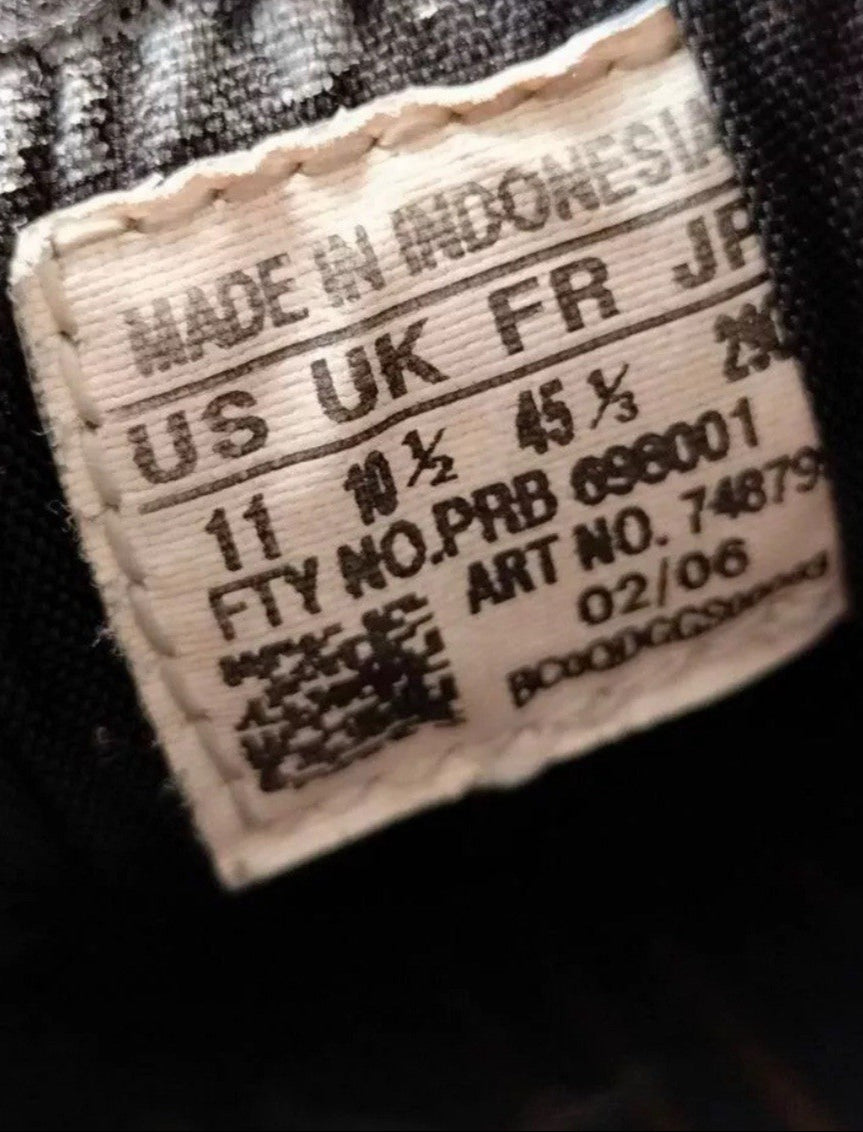 MADE IN INDONESIA
US UK FR JP
11 10½ 45⅓ 290
FTY NO.PRB 698001
ART NO. 74879
02/06